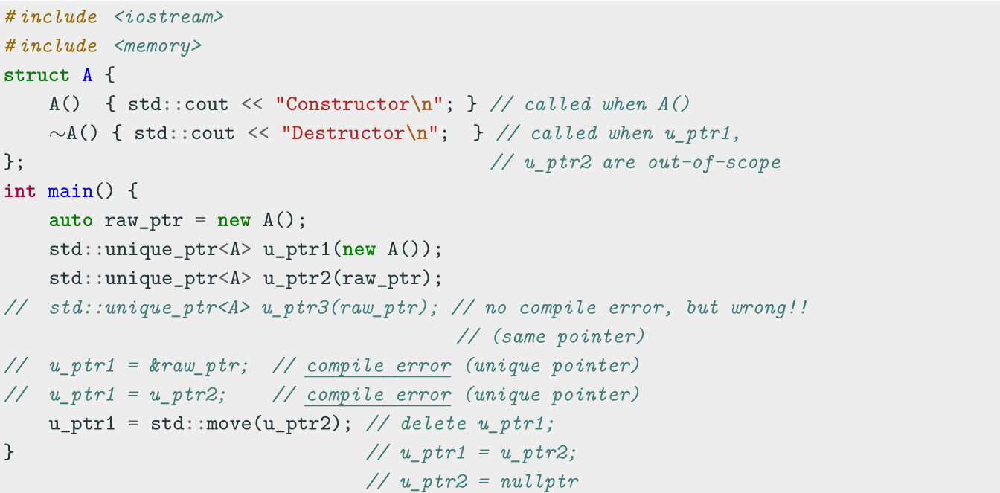 #include <iostream>
#include <memory>
struct A {
    A()  { std::cout << "Constructor\n"; } // called when A()
    ~A() { std::cout << "Destructor\n";  } // called when u_ptr1,
};                                         // u_ptr2 are out-of-scope
int main() {
    auto raw_ptr = new A();
    std::unique_ptr<A> u_ptr1(new A());
    std::unique_ptr<A> u_ptr2(raw_ptr);
//  std::unique_ptr<A> u_ptr3(raw_ptr); // no compile error, but wrong!!
                                        // (same pointer)
//  u_ptr1 = &raw_ptr;  // compile error (unique pointer)
//  u_ptr1 = u_ptr2;    // compile error (unique pointer)
    u_ptr1 = std::move(u_ptr2); // delete u_ptr1;
}                               // u_ptr1 = u_ptr2;
                                // u_ptr2 = nullptr